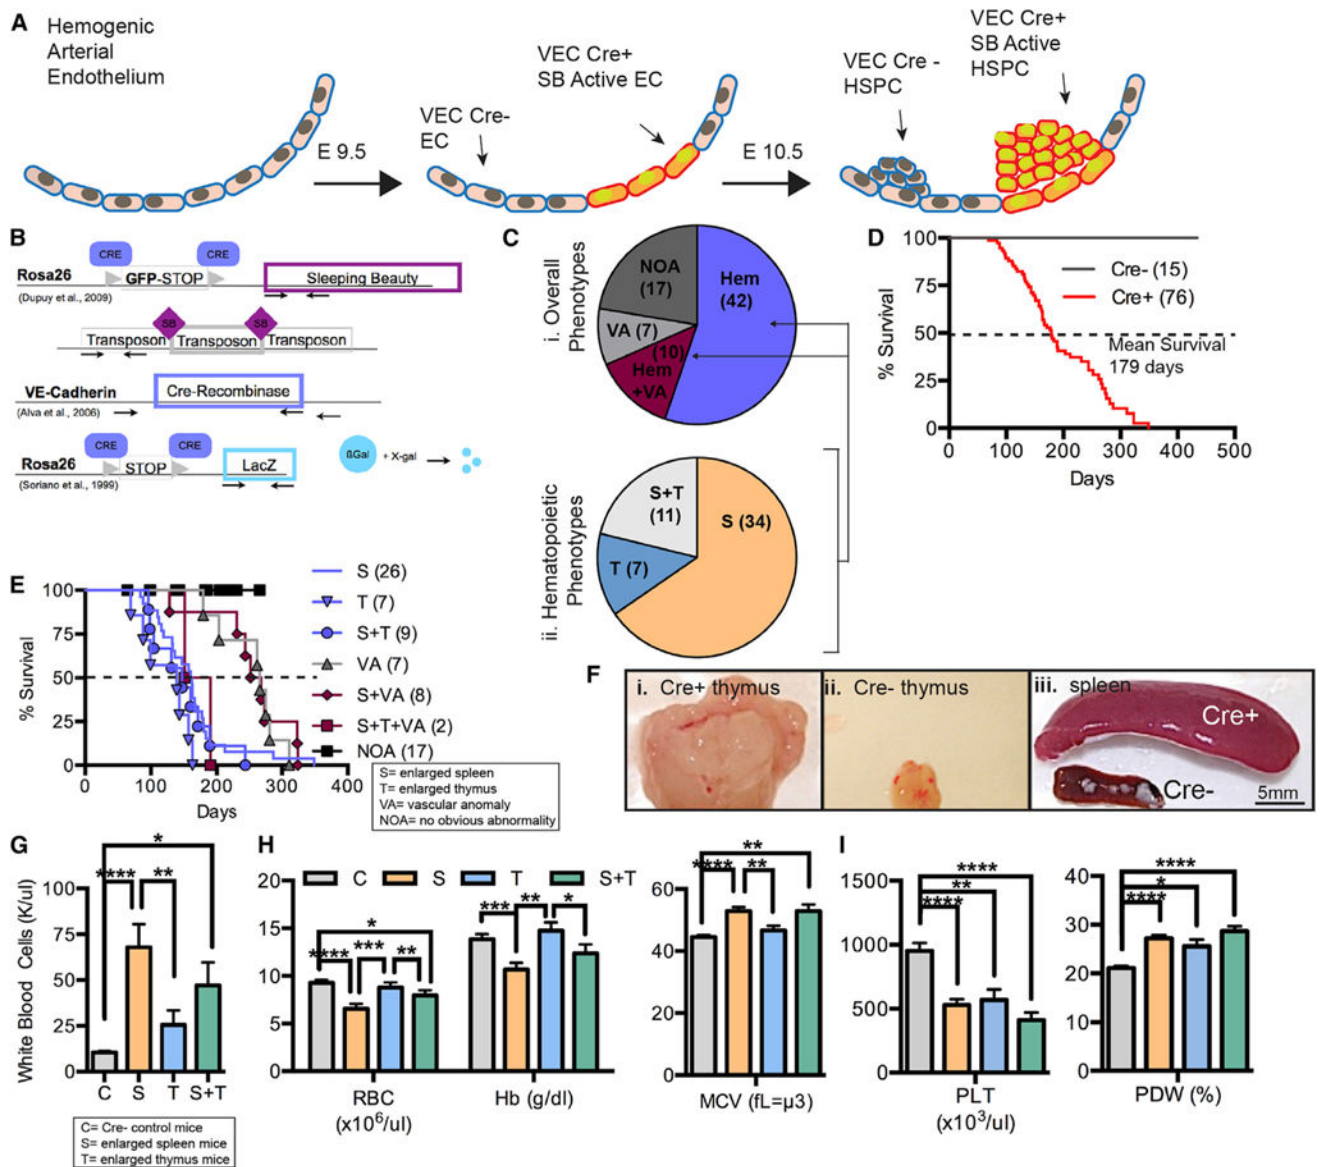 A
Hemogenic
Arterial
Endothelium
E 9.5
VEC Cre-
EC
VEC Cre+
SB Active EC
E 10.5
VEC Cre -
HSPC
VEC Cre+
SB Active
HSPC
B
CRE CRE
Rosa26 GFP-STOP Sleeping Beauty
(Dupuy et al., 2009)
SB SB
Transposon Transposon Transposon
VE-Cadherin Cre-Recombinase
(Alva et al., 2006)
CRE CRE
Rosa26 STOP LacZ
(Soriano et al., 1999)
ßGal + X-gal
C
i. Overall
Phenotypes
NOA
(17)
Hem
(42)
VA (7)
(10)
Hem
+VA
ii. Hematopoietic
Phenotypes
S+T
(11)
S (34)
T (7)
D
% Survival
100
75
50
25
0
0 100 200 300 400 500
Days
Cre- (15)
Cre+ (76)
Mean Survival
179 days
E
% Survival
100
75
50
25
0
0 100 200 300 400
Days
S (26)
T (7)
S+T (9)
VA (7)
S+VA (8)
S+T+VA (2)
NOA (17)
S= enlarged spleen
T= enlarged thymus
VA= vascular anomaly
NOA= no obvious abnormality
F
i. Cre+ thymus
ii. Cre- thymus
iii. spleen
Cre+
Cre-
5mm
G
White Blood Cells (K/ul)
100
75
50
25
0
* **** **
C S T S+T
C= Cre- control mice
S= enlarged spleen mice
T= enlarged thymus mice
H
C S T S+T
20
15
10
5
0
* **** *** **
*** ** *
RBC
(x10⁶/ul)
Hb (g/dl)
60
40
20
0
** **** **
MCV (fL=µ3)
I
1500
1000
500
0
**** ** ****
PLT
(x10³/ul)
40
30
20
10
0
**** * ****
PDW (%)